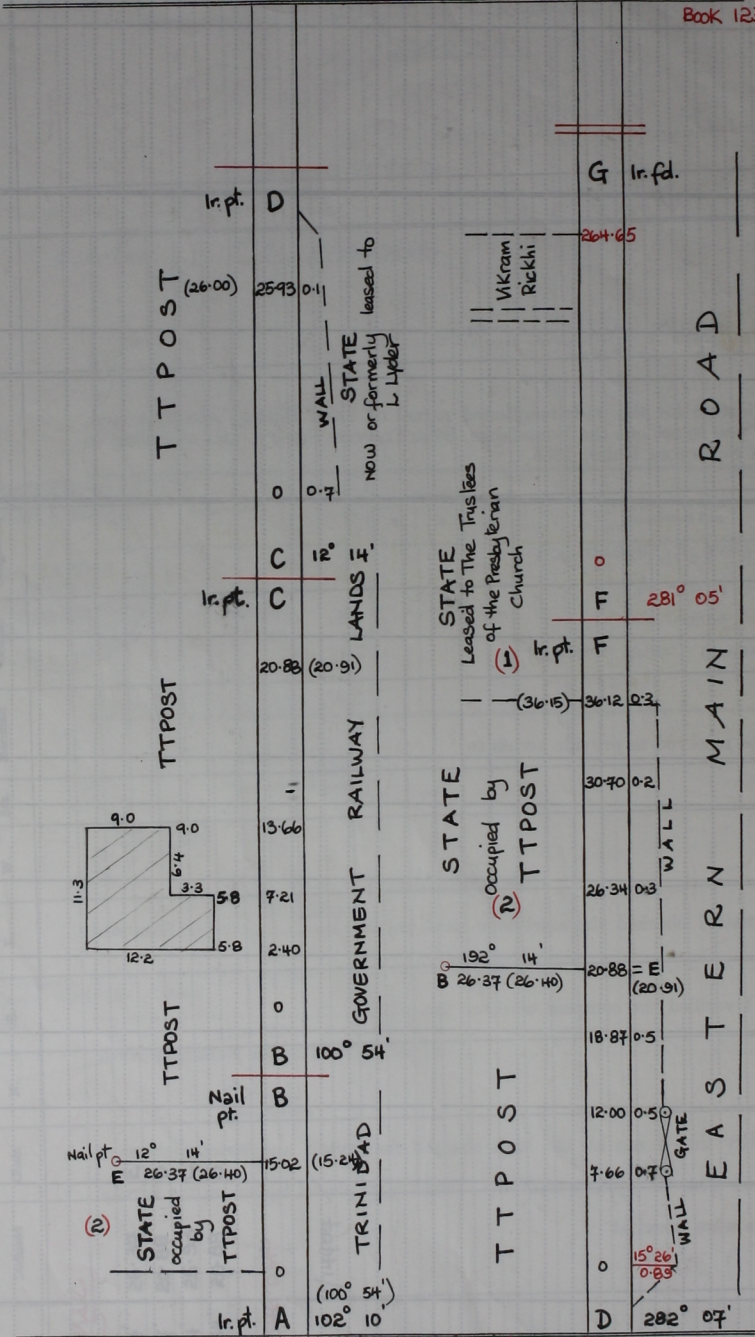 BOOK 123
Ir. pt. D
T T POST
(26.00) 25.93 0.1
WALL
STATE
NOW or formerly leased to
L Lyder
0 0.7
C 12°
Ir. pt. C
20.88 (20.91)
TTPOST
13.66
9.0 9.0
6.4
3.3 5.8
11.3
12.2 5.8
7.21
2.40
0
TTPOST
B 100° 54'
Nail pt. B
Nail pt 12° 14'
E 26.37 (26.40)
15.02
(2)
STATE
occupied
by
TTPOST
0
(100° 54')
Ir. pt. A 102° 10'
TRINIDAD GOVERNMENT RAILWAY LANDS
G Ir. fd.
264.65
Vikram
Rickhi
STATE
Leased to The Trustees
of the Presbyterian
Church
(1)
0
F 281° 05'
Ir. pt. F
(36.15) 36.12 0.3
STATE
Occupied by
TTPOST
(2)
30.70 0.2
WALL
26.34 0.3
192° 14'
B 26.37 (26.40)
20.88 = E
(20.91)
18.87 0.5
12.00 0.5
GATE
7.66 0.7
WALL
T T POST
0 15° 26'
0.89
D 282° 07'
EASTERN MAIN ROAD